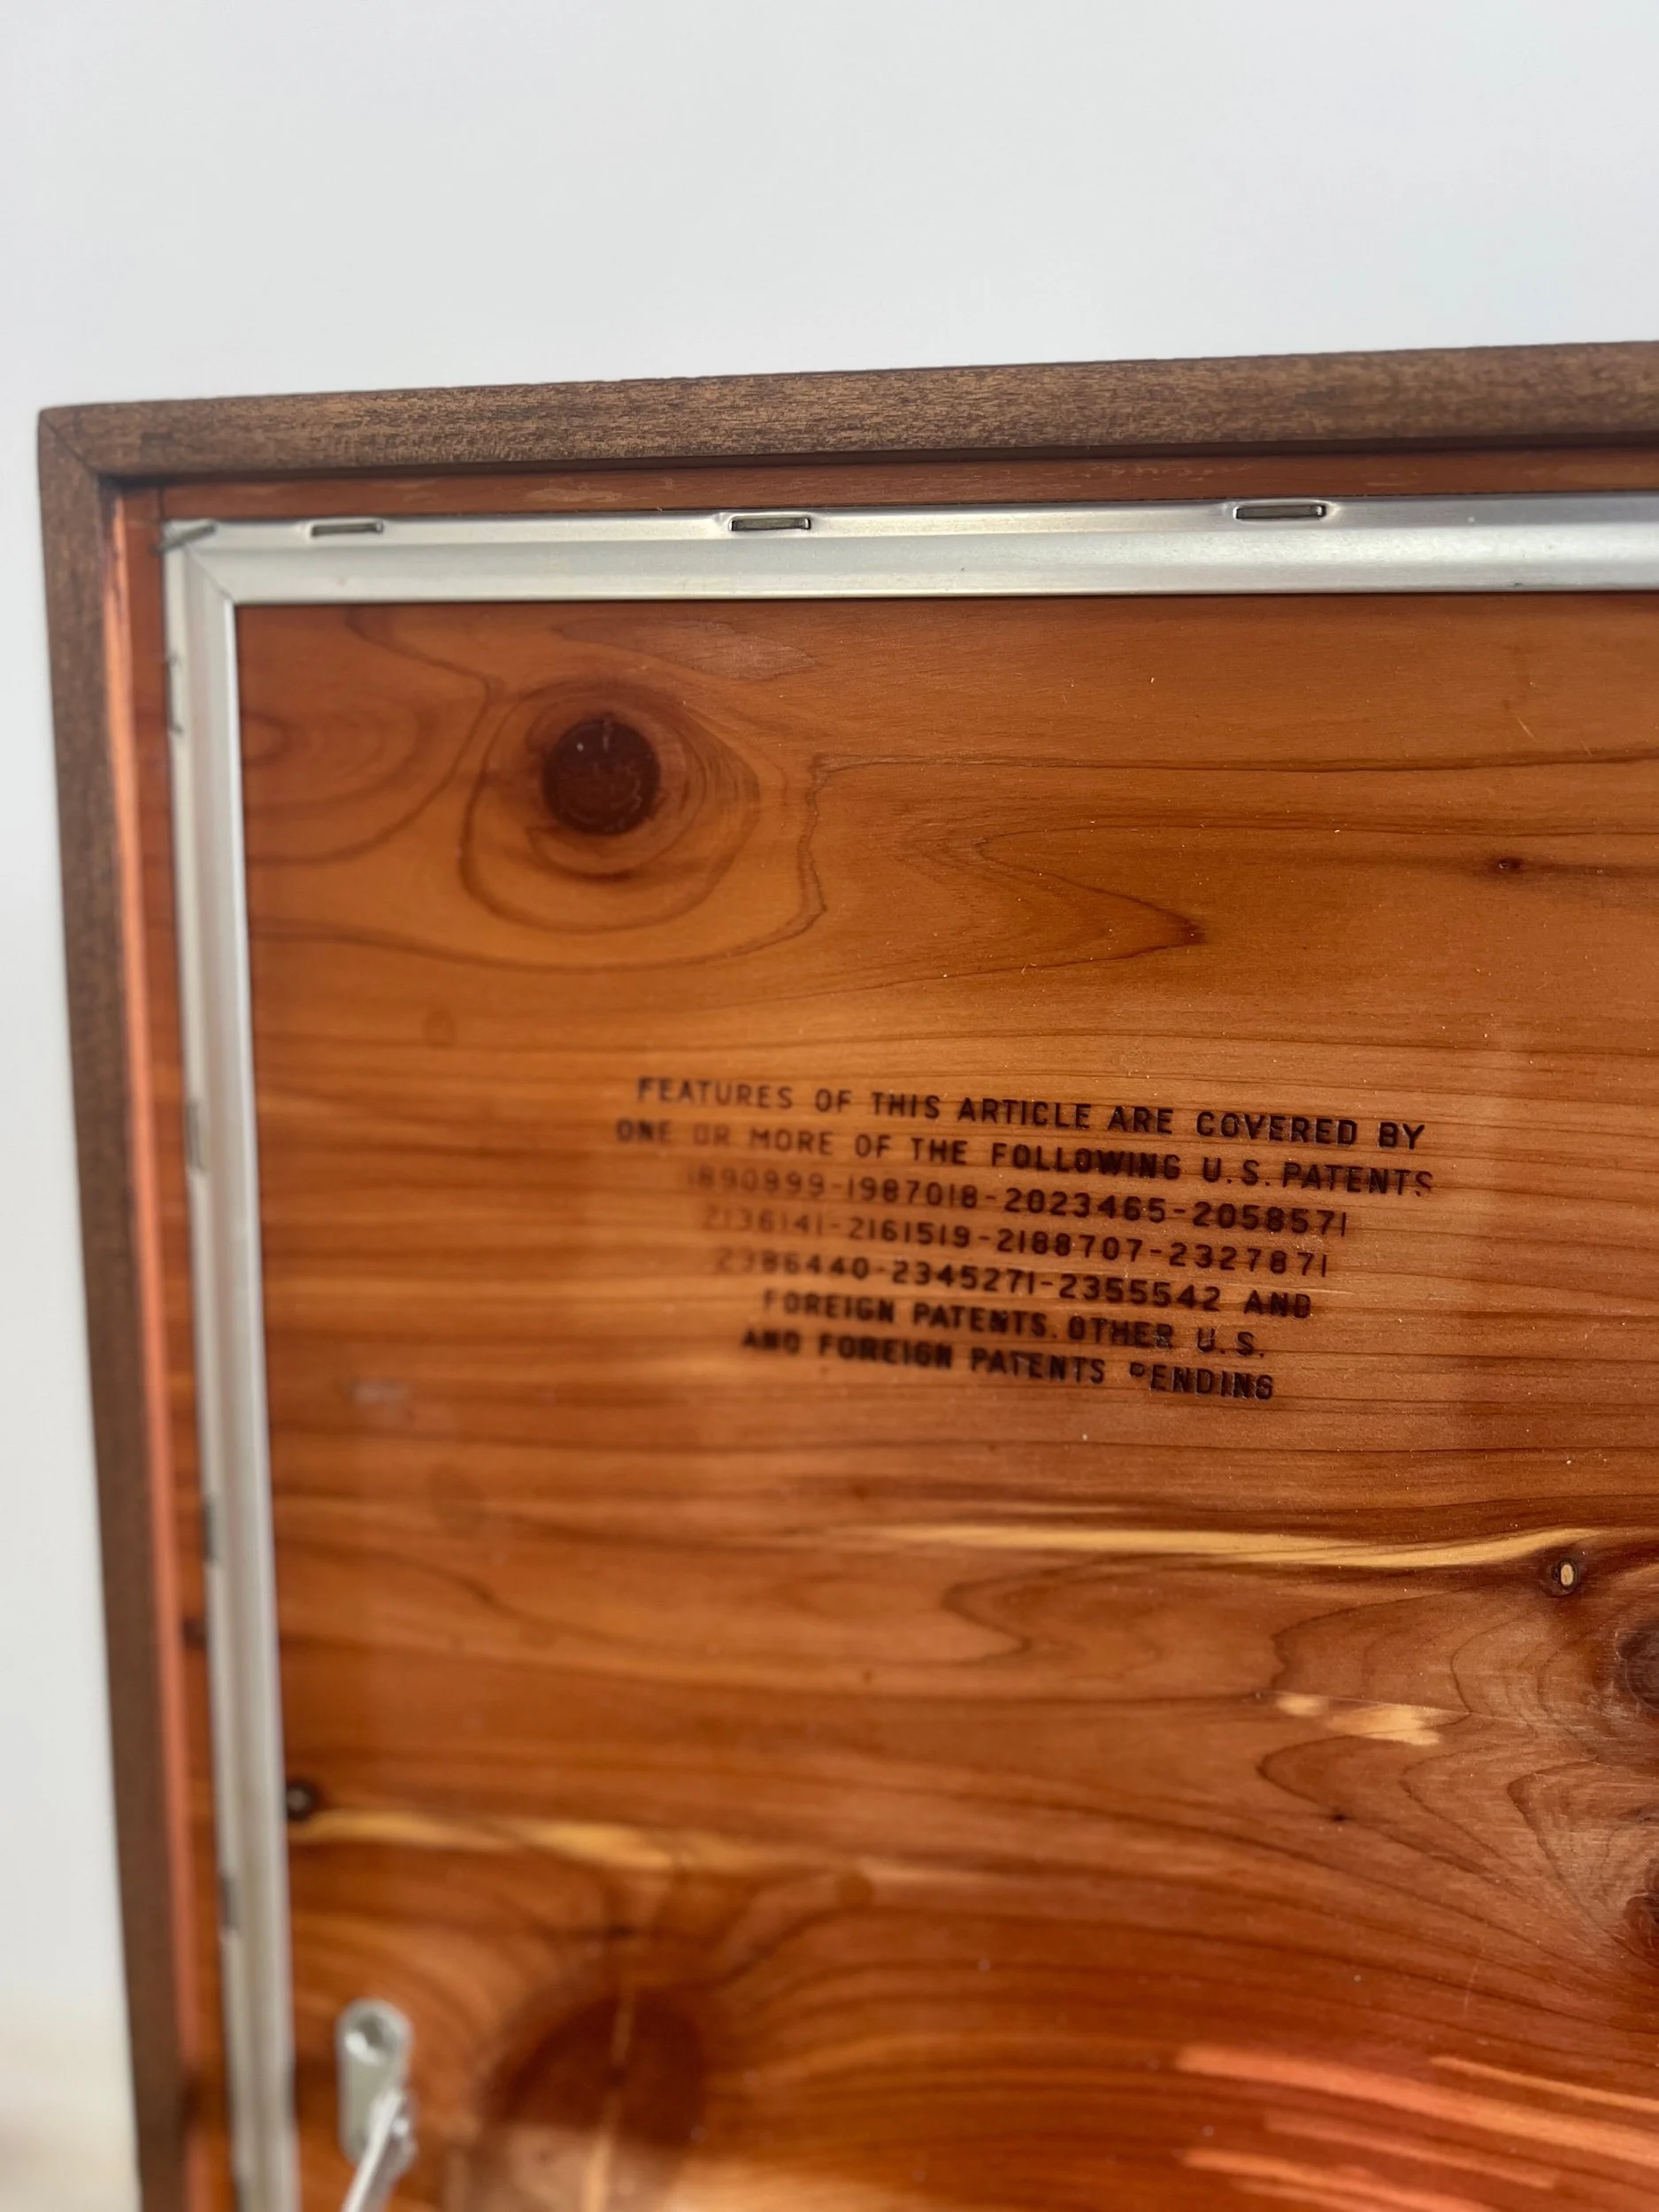 FEATURES OF THIS ARTICLE ARE COVERED BY
ONE OR MORE OF THE FOLLOWING U.S. PATENTS
1890899-1987018-2023465-2058571
2136141-2161519-2188707-2327871
2386440-2345271-2355542 AND
FOREIGN PATENTS. OTHER U.S.
AND FOREIGN PATENTS PENDING